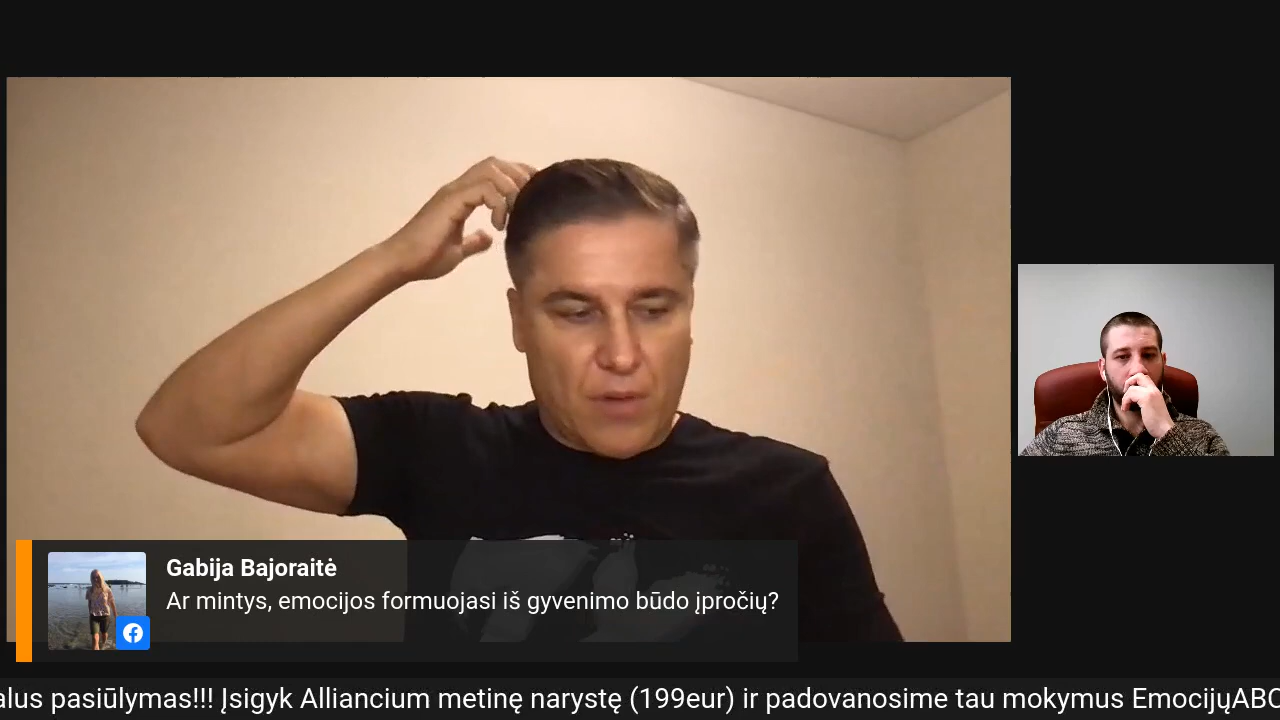 Gabija Bajoraitė
Ar mintys, emocijos formuojasi iš gyvenimo būdo įpročių?
alus pasiūlymas!!! Įsigyk Alliancium metinę narystę (199eur) ir padovanosime tau mokymus EmocijųABC